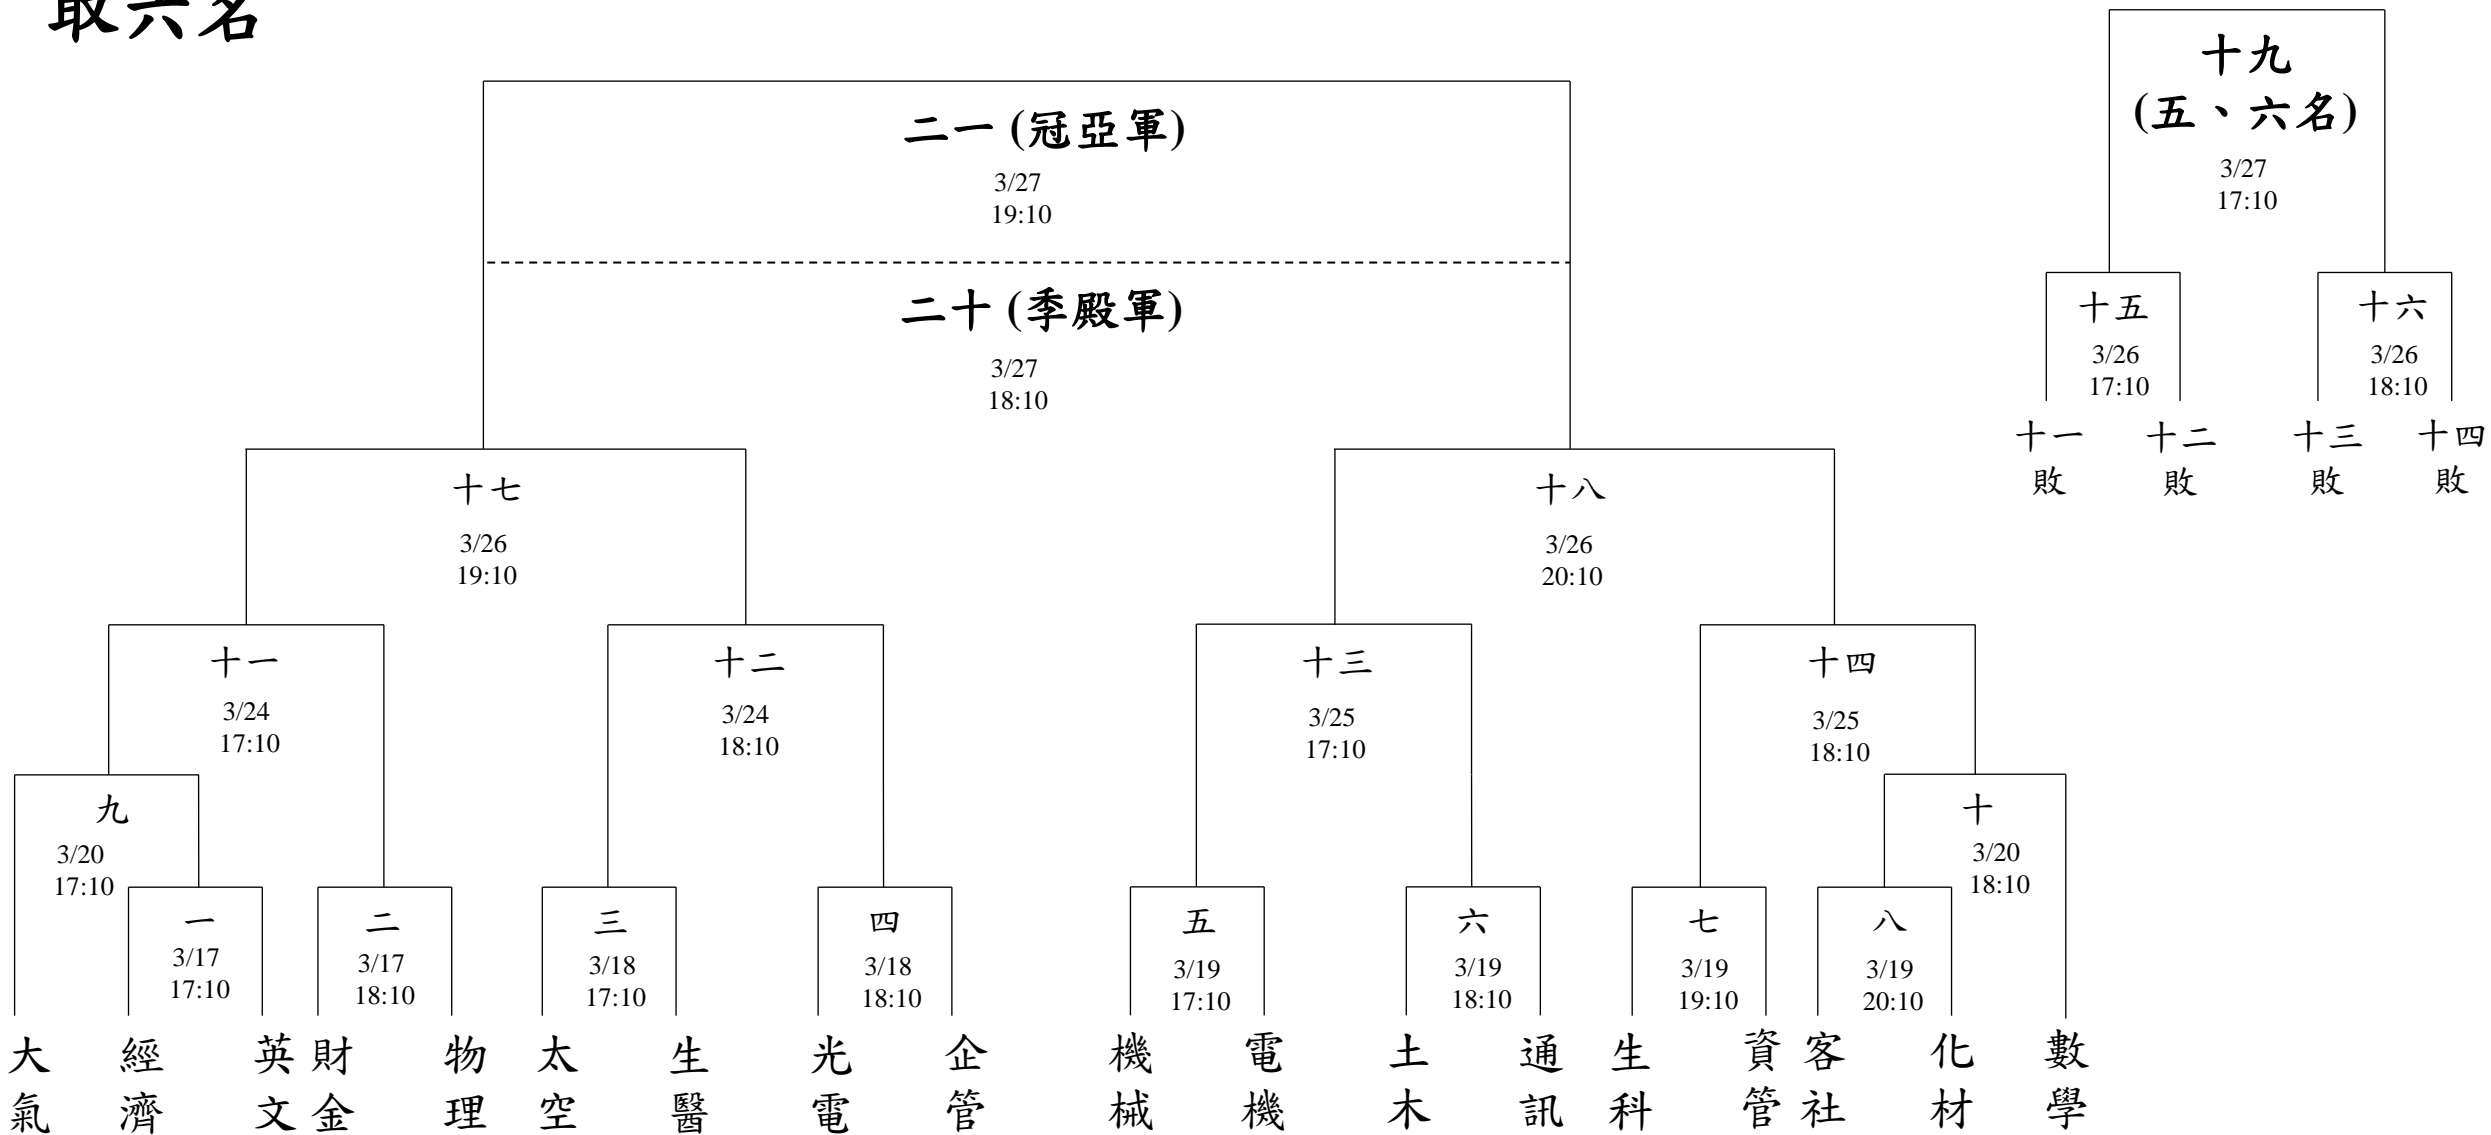 取六名
十九
(五、六名)
3/27
17:10
二一 (冠亞軍)
3/27
19:10
二十 (季殿軍)
3/27
18:10
十五
3/26
17:10
十六
3/26
18:10
十一敗
十二敗
十三敗
十四敗
十七
3/26
19:10
十八
3/26
20:10
十一
3/24
17:10
十二
3/24
18:10
十三
3/25
17:10
十四
3/25
18:10
九
3/20
17:10
十
3/20
18:10
一
3/17
17:10
二
3/17
18:10
三
3/18
17:10
四
3/18
18:10
五
3/19
17:10
六
3/19
18:10
七
3/19
19:10
八
3/19
20:10
大氣
經濟
英文
財金
物理
太空
生醫
光電
企管
機械
電機
土木
通訊
生科
資管
客社
化材
數學